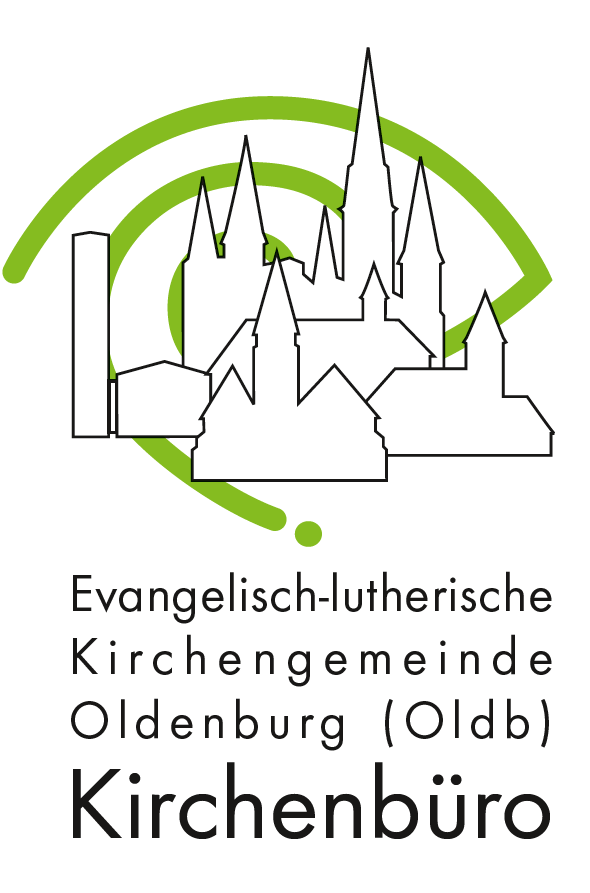 Evangelisch-lutherische
Kirchengemeinde
Oldenburg (Oldb)
Kirchenbüro